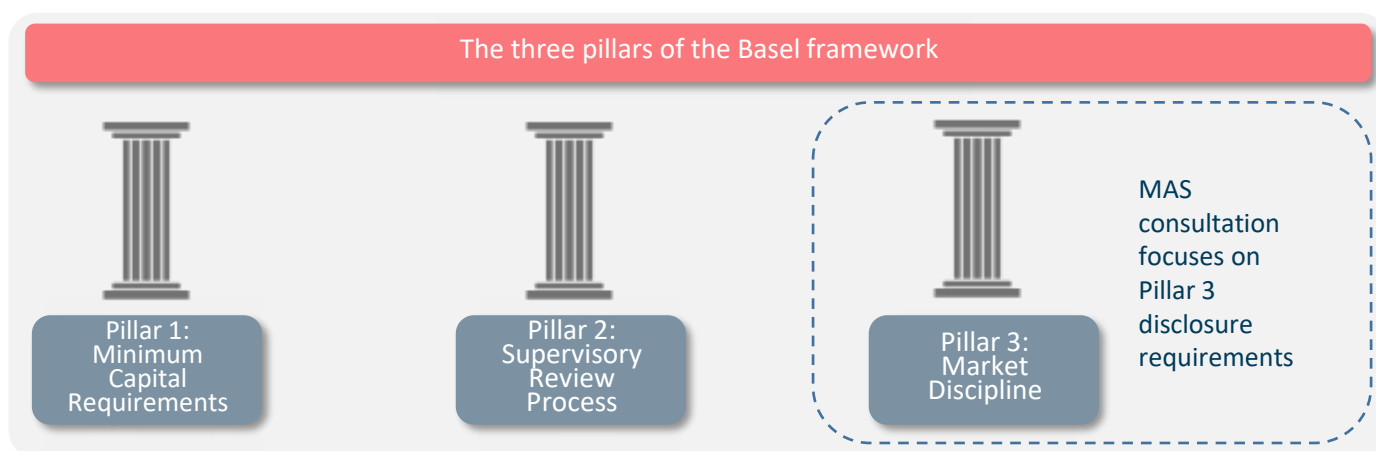 The three pillars of the Basel framework
Pillar 1:
Minimum
Capital
Requirements
Pillar 2:
Supervisory
Review
Process
Pillar 3:
Market
Discipline
MAS
consultation
focuses on
Pillar 3
disclosure
requirements